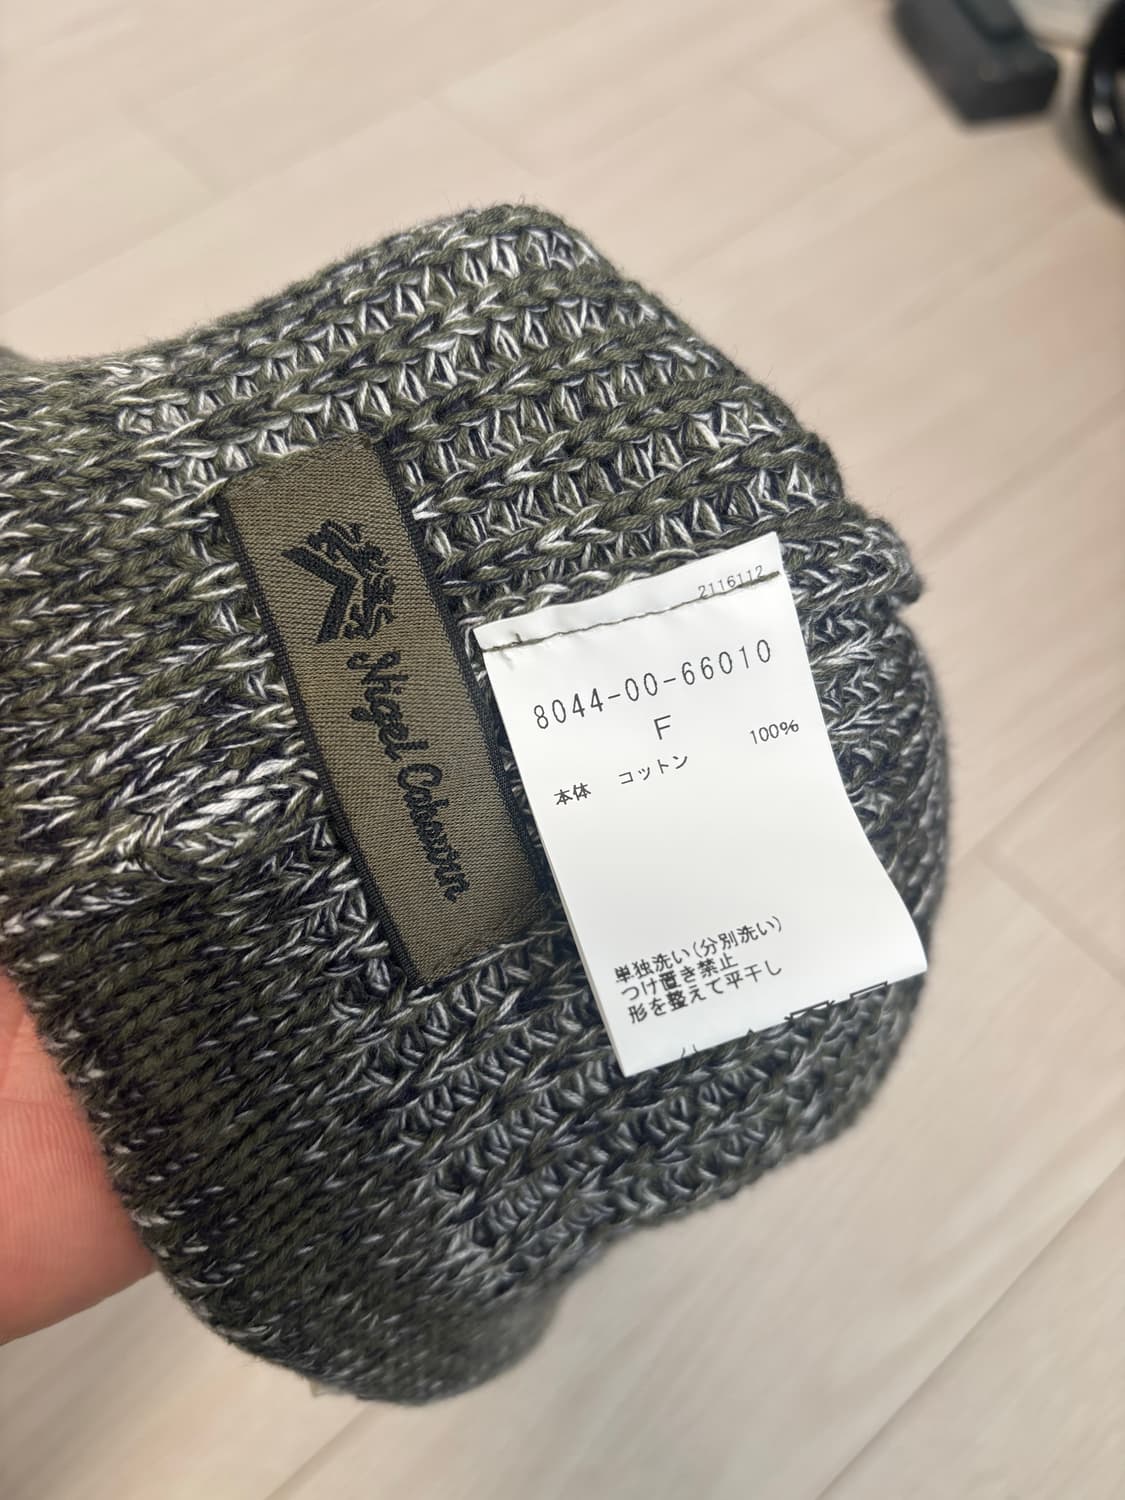 Nigel Cabourn
2116112
8044-00-66010
F
本体 コットン 100%
単独洗い(分別洗い)
つけ置き禁止
形を整えて平干し